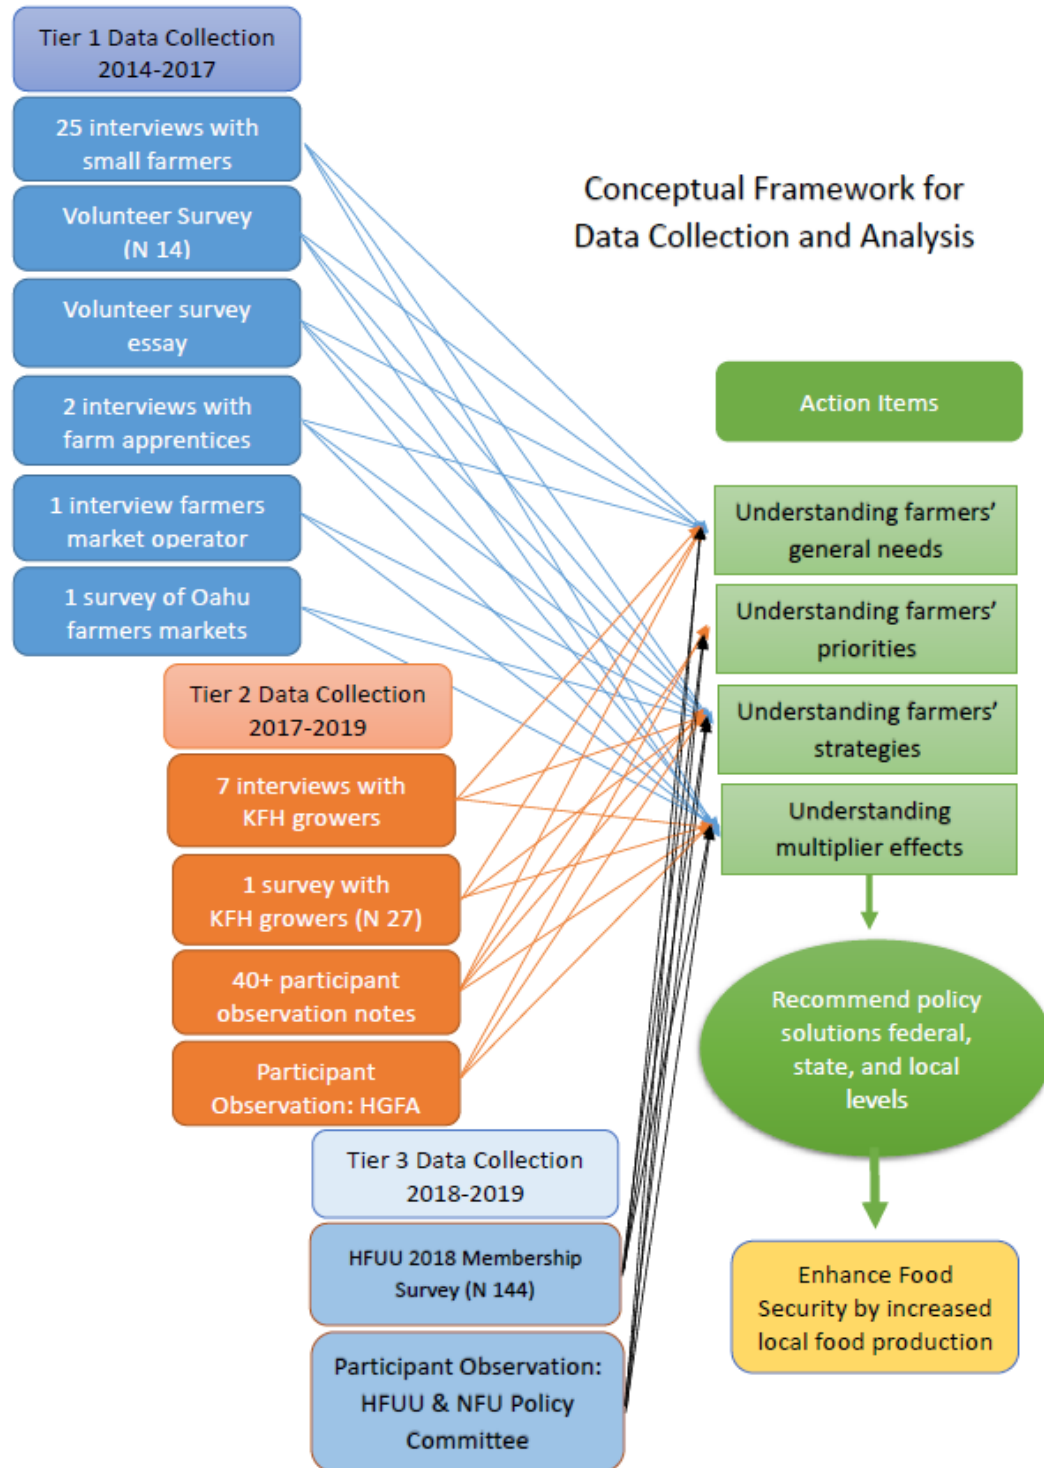 Tier 1 Data Collection
2014-2017
25 interviews with
small farmers
Volunteer Survey
(N 14)
Volunteer survey
essay
2 interviews with
farm apprentices
1 interview farmers
market operator
1 survey of Oahu
farmers markets
Conceptual Framework for
Data Collection and Analysis
Tier 2 Data Collection
2017-2019
7 interviews with
KFH growers
1 survey with
KFH growers (N 27)
40+ participant
observation notes
Participant
Observation: HGFA
Tier 3 Data Collection
2018-2019
HFUU 2018 Membership
Survey (N 144)
Participant Observation:
HFUU & NFU Policy
Committee
Action Items
Understanding farmers'
general needs
Understanding farmers'
priorities
Understanding farmers'
strategies
Understanding
multiplier effects
Recommend policy
solutions federal,
state, and local
levels
Enhance Food
Security by increased
local food production